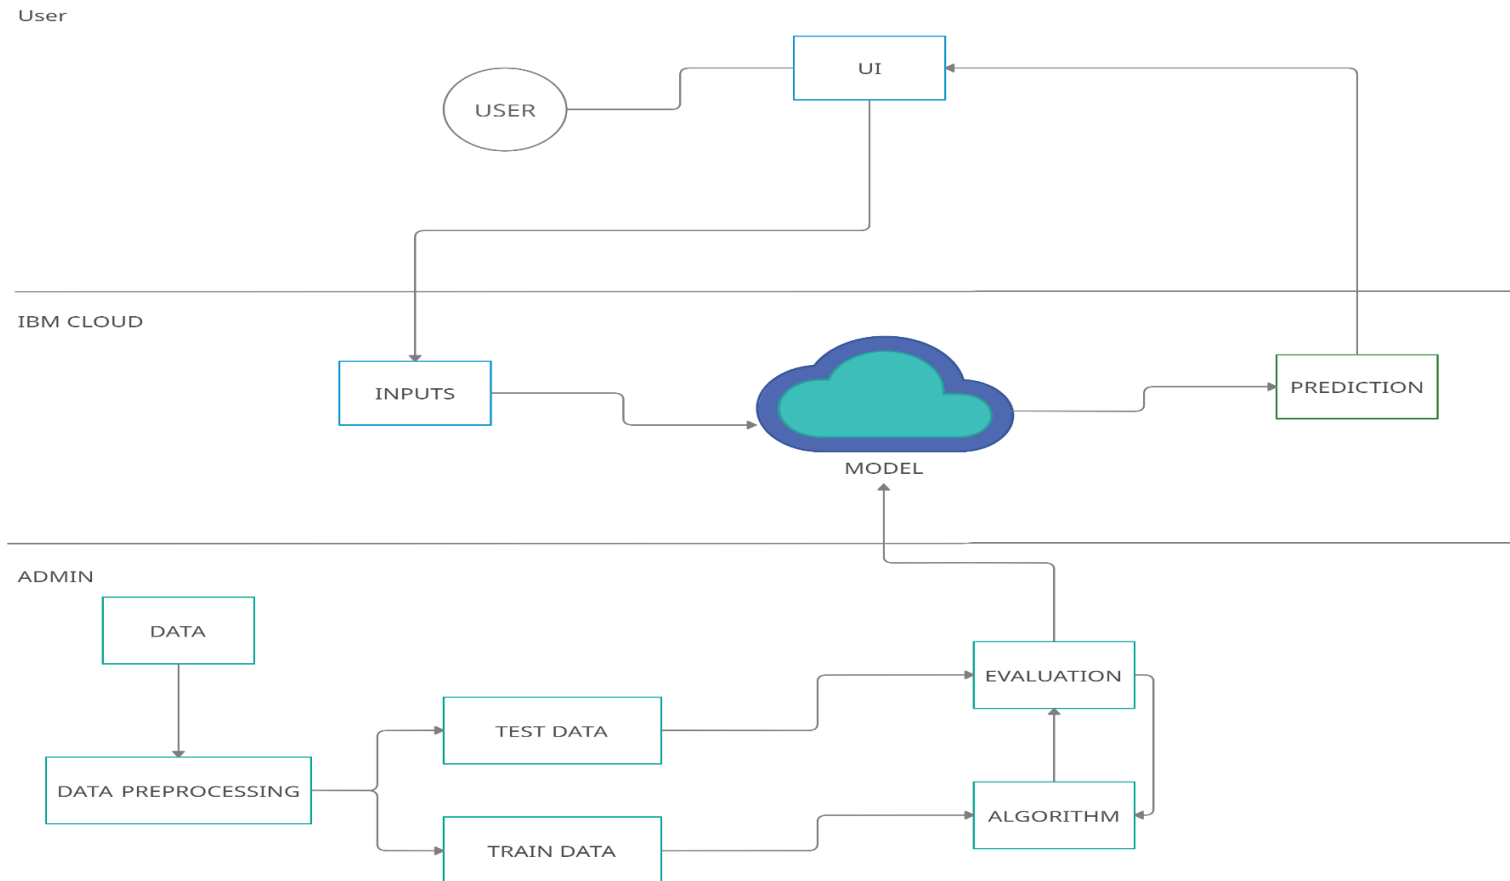 User
UI
USER
IBM CLOUD
INPUTS
PREDICTION
MODEL
ADMIN
DATA
EVALUATION
TEST DATA
DATA PREPROCESSING
ALGORITHM
TRAIN DATA